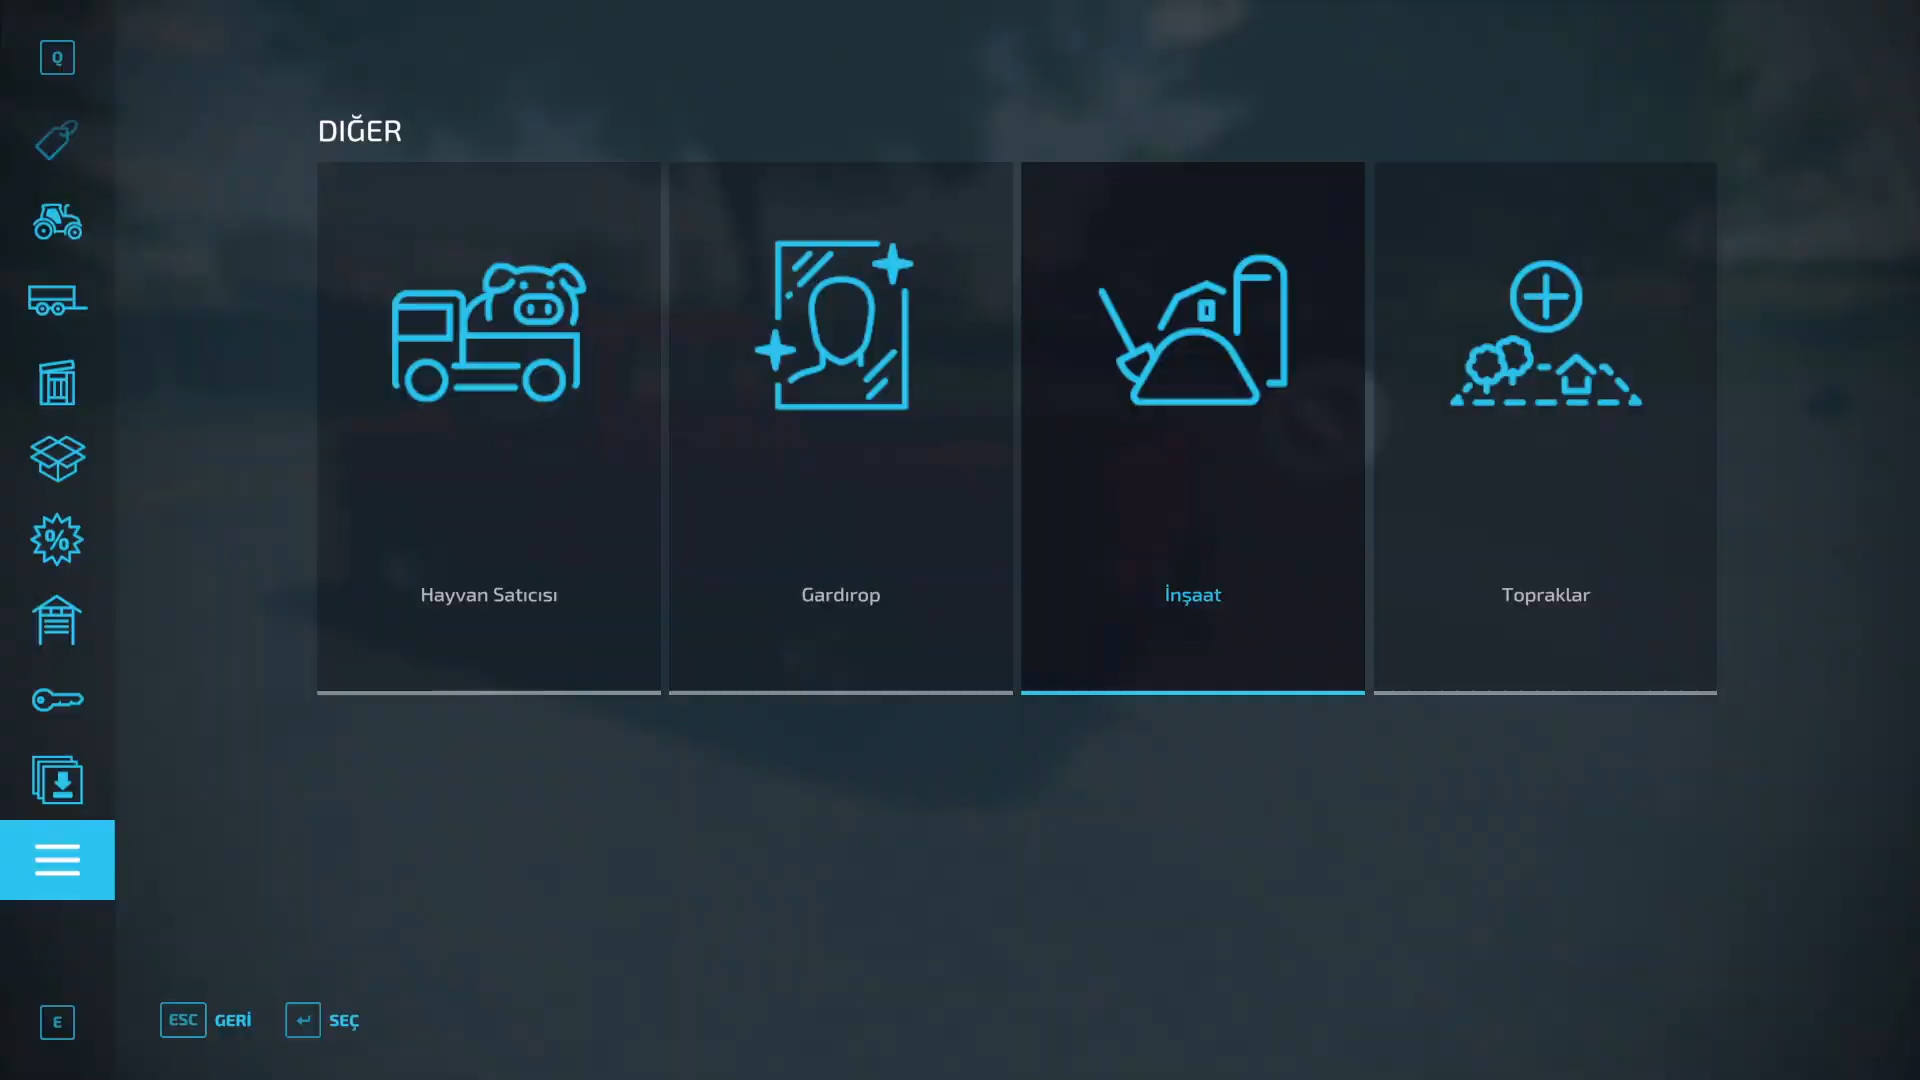 Q
DIĞER
Hayvan Satıcısı
Gardırop
İnşaat
Topraklar
%
E
ESC GERİ
SEÇ